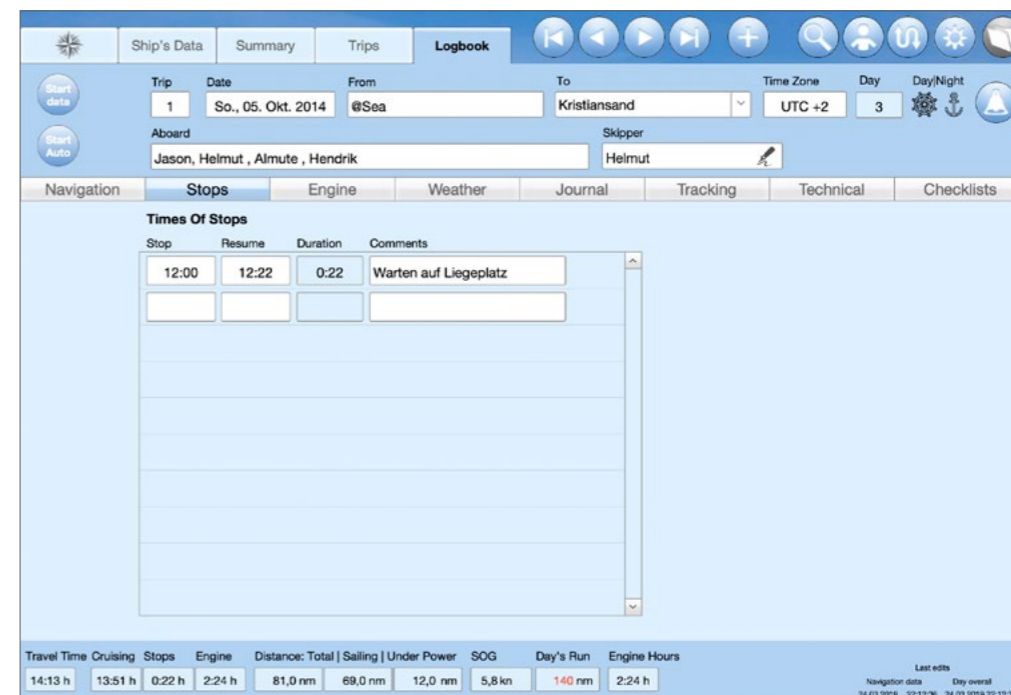 Ship's Data Summary Trips Logbook
Start data
Trip Date From To Time Zone Day Day|Night
1 So., 05. Okt. 2014 @Sea Kristiansand UTC +2 3
Start Auto
Aboard Skipper
Jason, Helmut , Almute , Hendrik Helmut
Navigation Stops Engine Weather Journal Tracking Technical Checklists
Times Of Stops
Stop Resume Duration Comments
12:00 12:22 0:22 Warten auf Liegeplatz
Travel Time Cruising Stops Engine Distance: Total | Sailing | Under Power SOG Day's Run Engine Hours
14:13 h 13:51 h 0:22 h 2:24 h 81,0 nm 69,0 nm 12,0 nm 5,8 kn 140 nm 2:24 h
Last edits
Navigation data Day overall